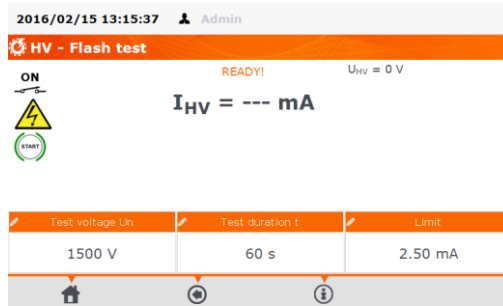 2016/02/15 13:15:37 Admin
HV - Flash test
ON
READY!
UHV = 0 V
IHV = --- mA
START
Test voltage Un
Test duration t
Limit
1500 V
60 s
2.50 mA